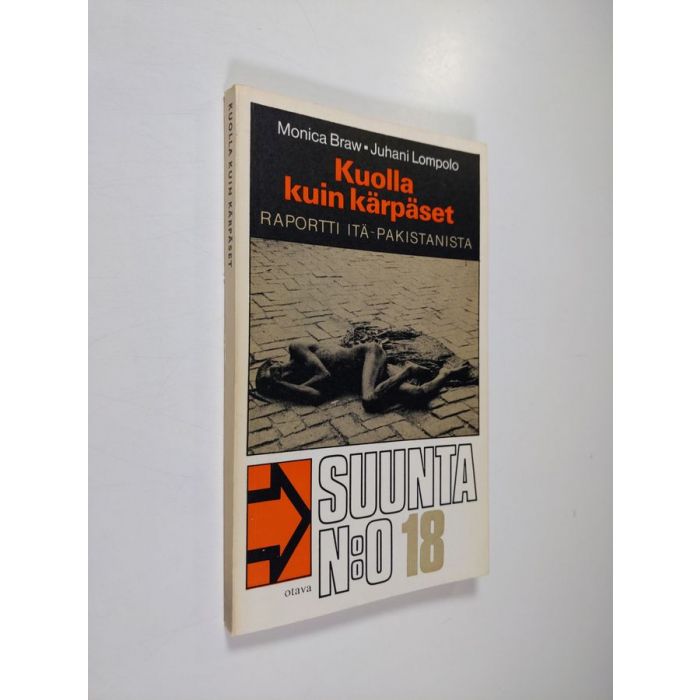 KUOLLA KUIN KÄRPÄSET
Monica Braw ▪ Juhani Lompolo
Kuolla
kuin kärpäset
RAPORTTI ITÄ-PAKISTANISTA
SUUNTA
N:O 18
otava